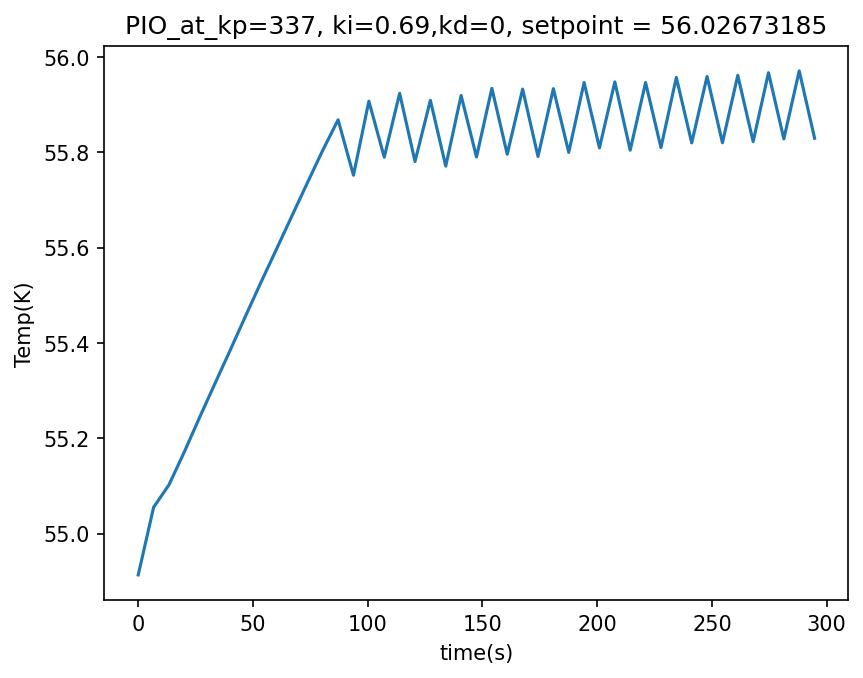 PIO_at_kp=337, ki=0.69,kd=0, setpoint = 56.02673185
56.0
55.8
55.6
55.4
55.2
55.0
Temp(K)
0 50 100 150 200 250 300
time(s)